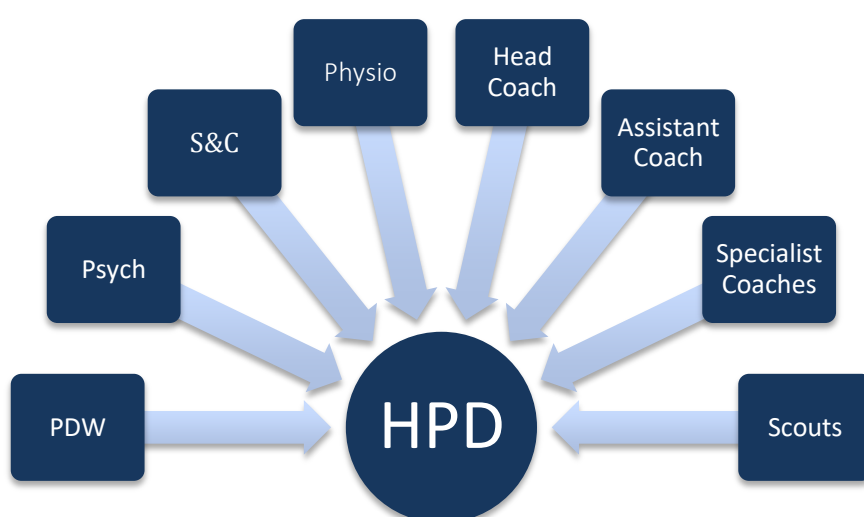 Physio
Head
Coach
S&C
Assistant
Coach
Psych
Specialist
Coaches
PDW
HPD
Scouts